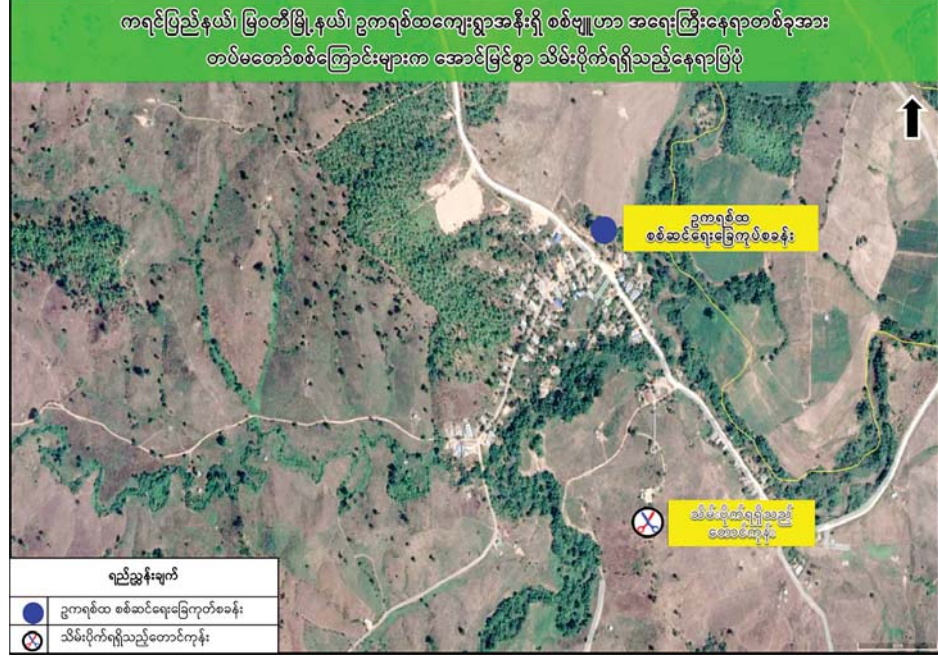 ကရင်ပြည်နယ်၊ မြဝတီမြို့နယ်၊ ဥကရစ်ထကျေးရွာအနီးရှိ စစ်ဗျူဟာ အရေးကြီးနေရာတစ်ခုအား
တပ်မတော်စစ်ကြောင်းများက အောင်မြင်စွာ သိမ်းပိုက်ရရှိသည့်နေရာပြပုံ
ဥကရစ်ထ
စစ်ဆင်ရေးခြေကုပ်စခန်း
သိမ်းပိုက်ရရှိသည့်
တောင်ကုန်း
ရည်ညွှန်းချက်
ဥကရစ်ထ စစ်ဆင်ရေးခြေကုတ်စခန်း
သိမ်းပိုက်ရရှိသည့်တောင်ကုန်း